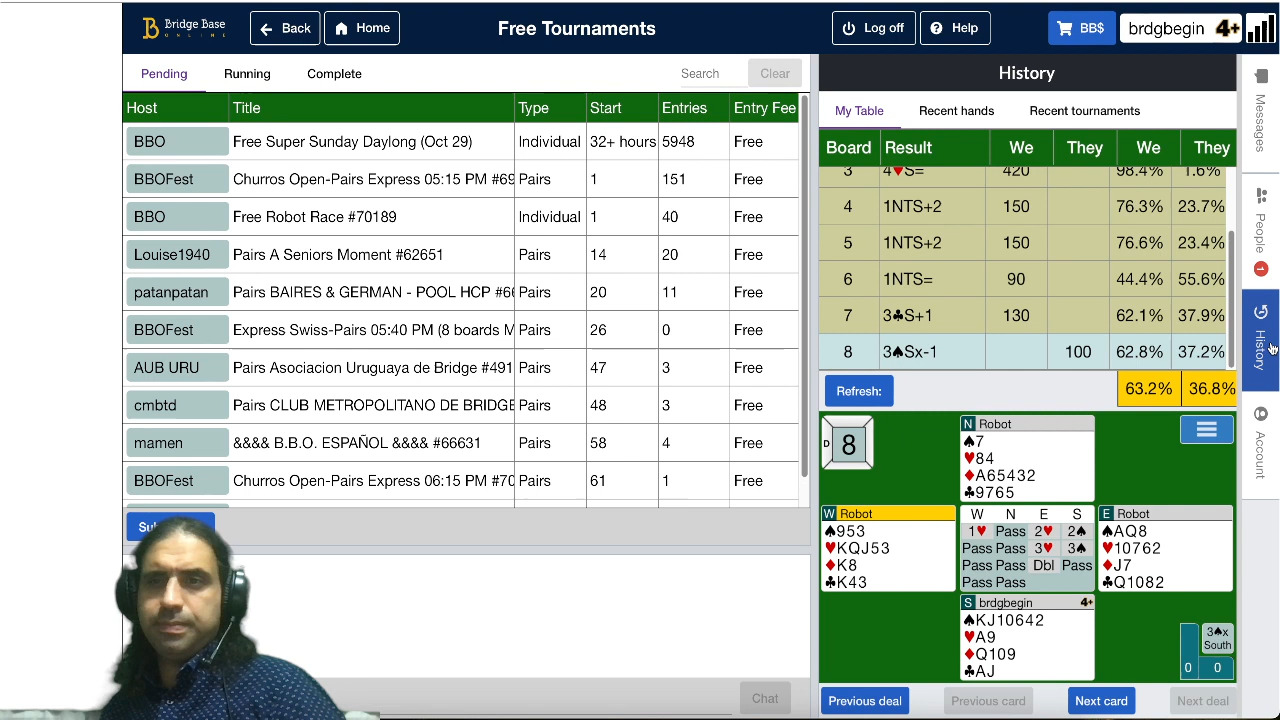 Bridge Base
ONLINE
Back
Home
Free Tournaments
Log off
Help
BB$
brdgbegin 4+
Pending
Running
Complete
Search
Clear
Host Title Type Start Entries Entry Fee
BBO Free Super Sunday Daylong (Oct 29) Individual 32+ hours 5948 Free
BBOFest Churros Open-Pairs Express 05:15 PM #69 Pairs 1 151 Free
BBO Free Robot Race #70189 Individual 1 40 Free
Louise1940 Pairs A Seniors Moment #62651 Pairs 14 20 Free
patanpatan Pairs BAIRES & GERMAN - POOL HCP #66 Pairs 20 11 Free
BBOFest Express Swiss-Pairs 05:40 PM (8 boards M Pairs 26 0 Free
AUB URU Pairs Asociacion Uruguaya de Bridge #491 Pairs 47 3 Free
cmbtd Pairs CLUB METROPOLITANO DE BRIDGE Pairs 48 3 Free
mamen &&&& B.B.O. ESPAÑOL &&&& #66631 Pairs 58 4 Free
BBOFest Churros Open-Pairs Express 06:15 PM #70 Pairs 61 1 Free
Chat
History
My Table
Recent hands
Recent tournaments
Board Result We They We They
3 4♥S= 420 98.4% 1.6%
4 1NTS+2 150 76.3% 23.7%
5 1NTS+2 150 76.6% 23.4%
6 1NTS= 90 44.4% 55.6%
7 3♣S+1 130 62.1% 37.9%
8 3♠Sx-1 100 62.8% 37.2%
Refresh:
63.2% 36.8%
D 8
N Robot
♠7
♥84
♦A65432
♣9765
W Robot
♠953
♥KQJ53
♦K8
♣K43
W N E S
1♥ Pass 2♥ 2♠
Pass Pass 3♥ 3♠
Pass Pass Dbl Pass
Pass Pass
E Robot
♠AQ8
♥10762
♦J7
♣Q1082
S brdgbegin 4+
♠KJ10642
♥A9
♦Q109
♣AJ
3♠x
South
0 0
Previous deal
Previous card
Next card
Next deal
Messages
People
1
History
Account